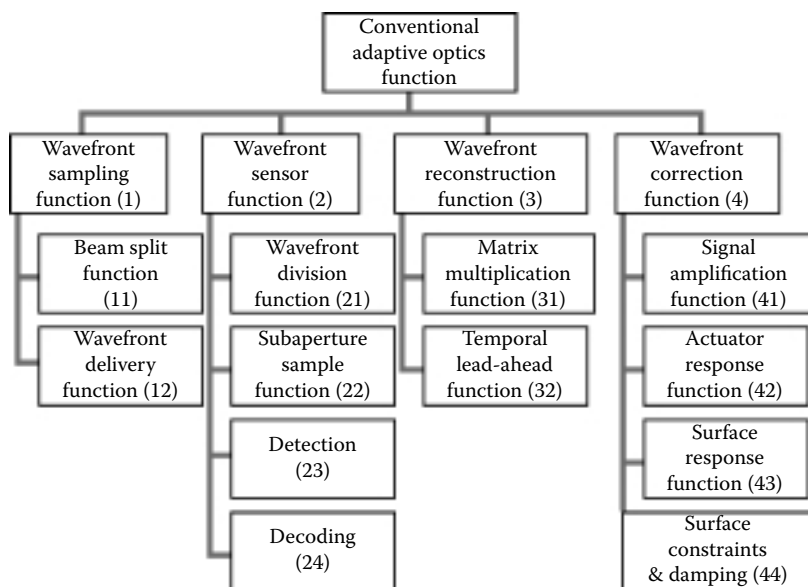 Conventional
adaptive optics
function
Wavefront
sampling
function (1)
Beam split
function
(11)
Wavefront
delivery
function (12)
Wavefront
sensor
function (2)
Wavefront
division
function (21)
Subaperture
sample
function (22)
Detection
(23)
Decoding
(24)
Wavefront
reconstruction
function (3)
Matrix
multiplication
function (31)
Temporal
lead-ahead
function (32)
Wavefront
correction
function (4)
Signal
amplification
function (41)
Actuator
response
function (42)
Surface
response
function (43)
Surface
constraints
& damping (44)